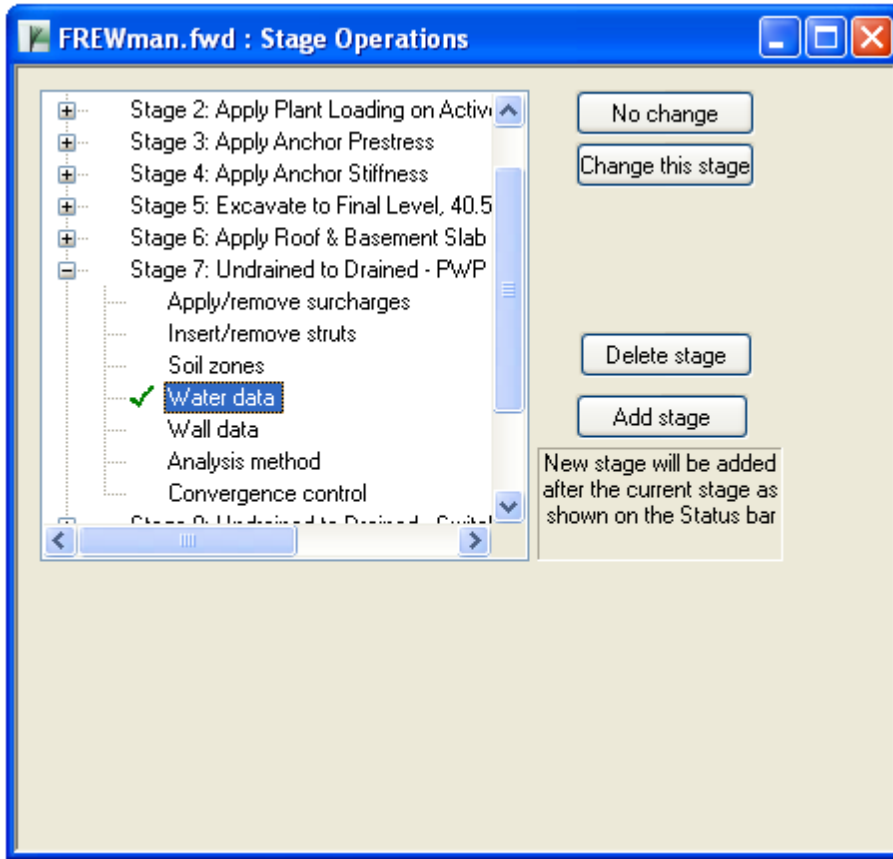 FREWman.fwd : Stage Operations
Stage 2: Apply Plant Loading on Activ
Stage 3: Apply Anchor Prestress
Stage 4: Apply Anchor Stiffness
Stage 5: Excavate to Final Level, 40.5
Stage 6: Apply Roof & Basement Slab
Stage 7: Undrained to Drained - PWP
Apply/remove surcharges
Insert/remove struts
Soil zones
Water data
Wall data
Analysis method
Convergence control
Undrained to Drained
No change
Change this stage
Delete stage
Add stage
New stage will be added
after the current stage as
shown on the Status bar